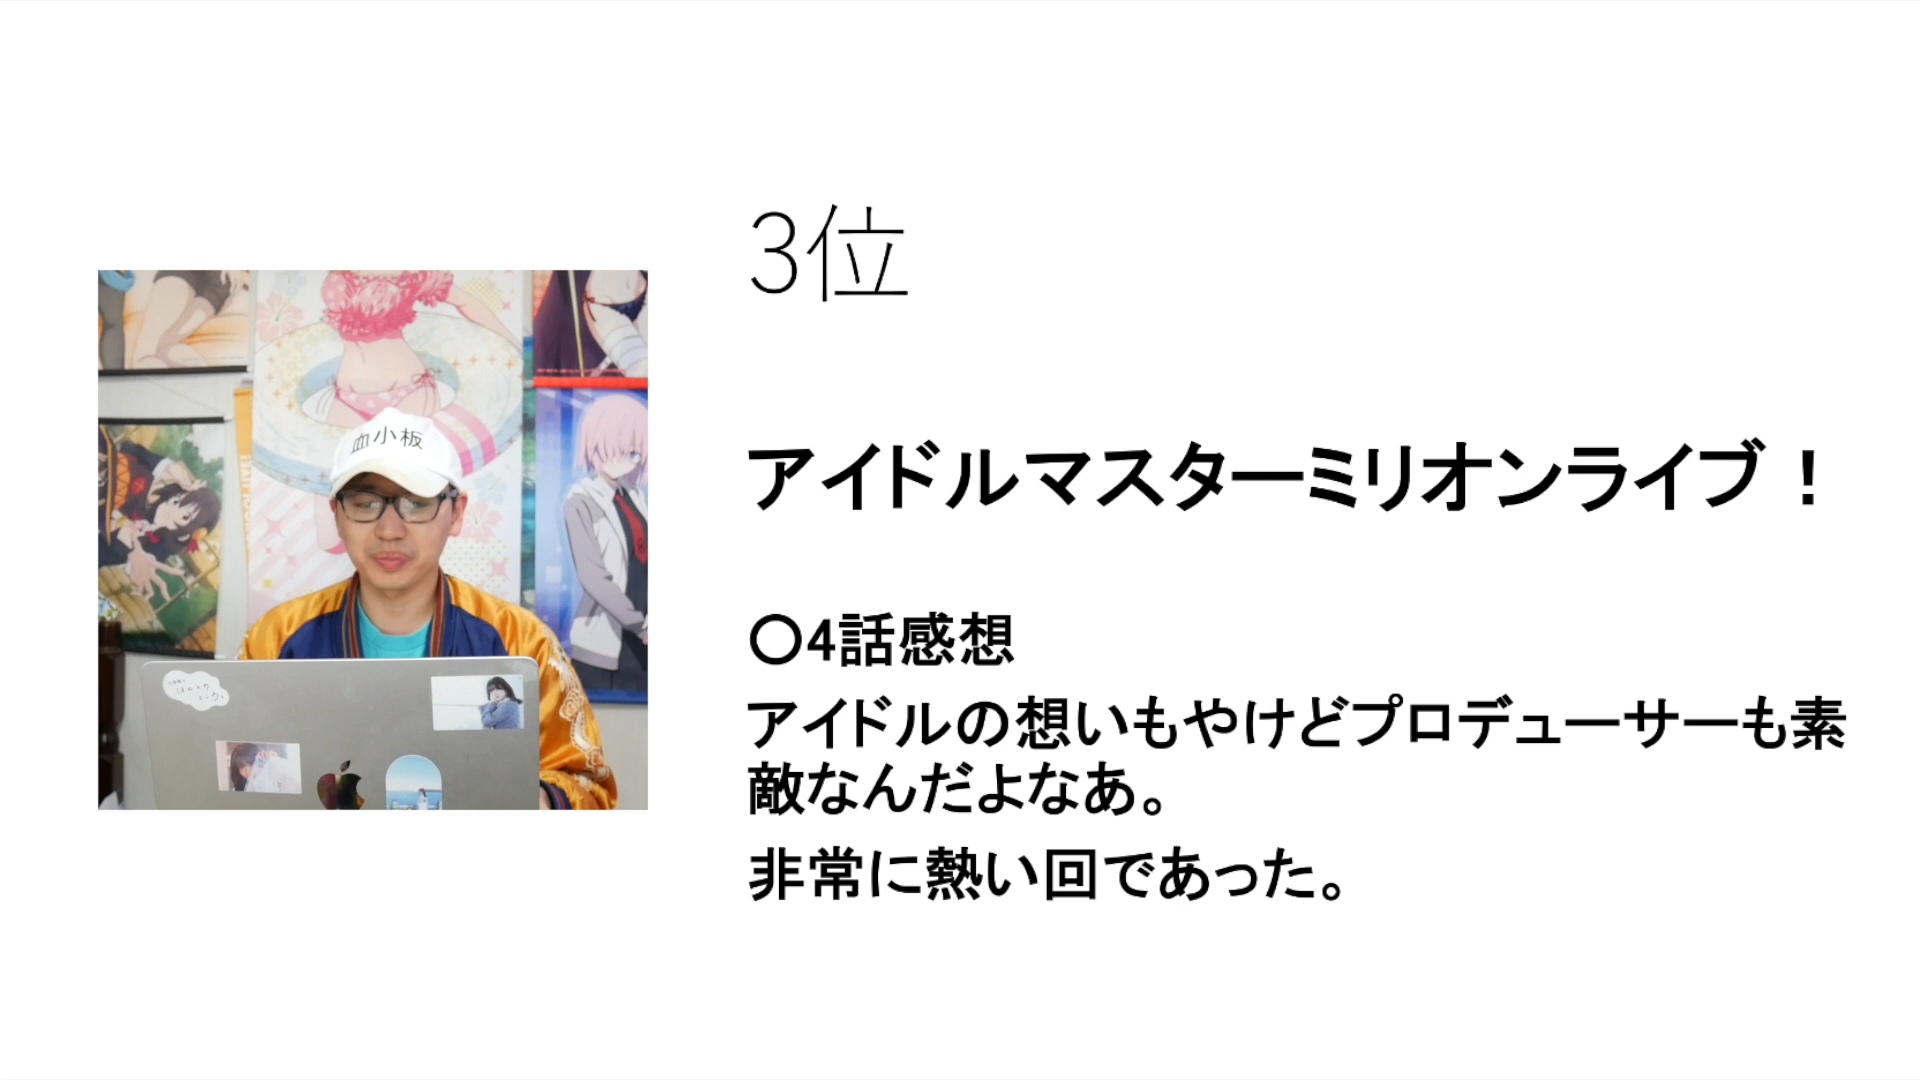 3位
アイドルマスターミリオンライブ！
血小板
〇4話感想
アイドルの想いもやけどプロデューサーも素
敵なんだよなあ。
非常に熱い回であった。